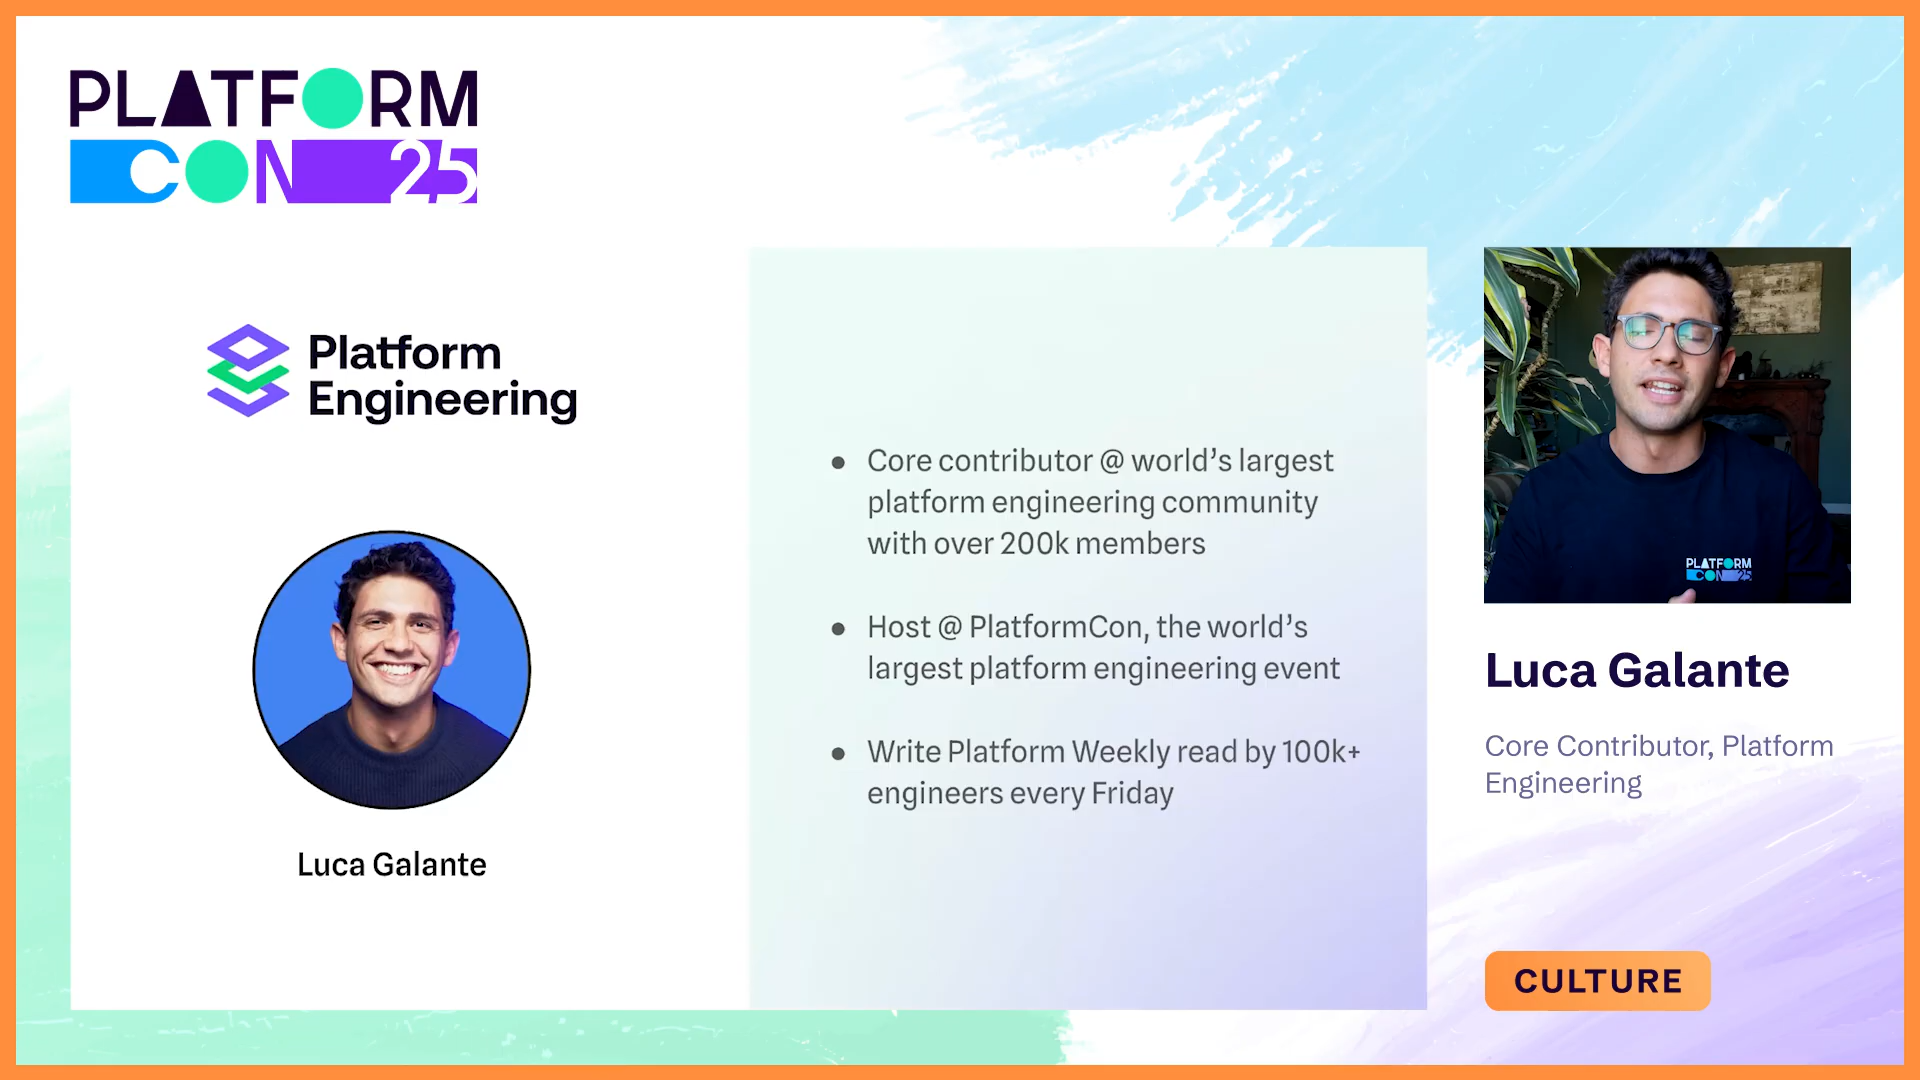 PLATFORM
CON 25
Platform
Engineering
Luca Galante
● Core contributor @ world’s largest
platform engineering community
with over 200k members
● Host @ PlatformCon, the world’s
largest platform engineering event
● Write Platform Weekly read by 100k+
engineers every Friday
PLATFORM
CON 25
Luca Galante
Core Contributor, Platform
Engineering
CULTURE